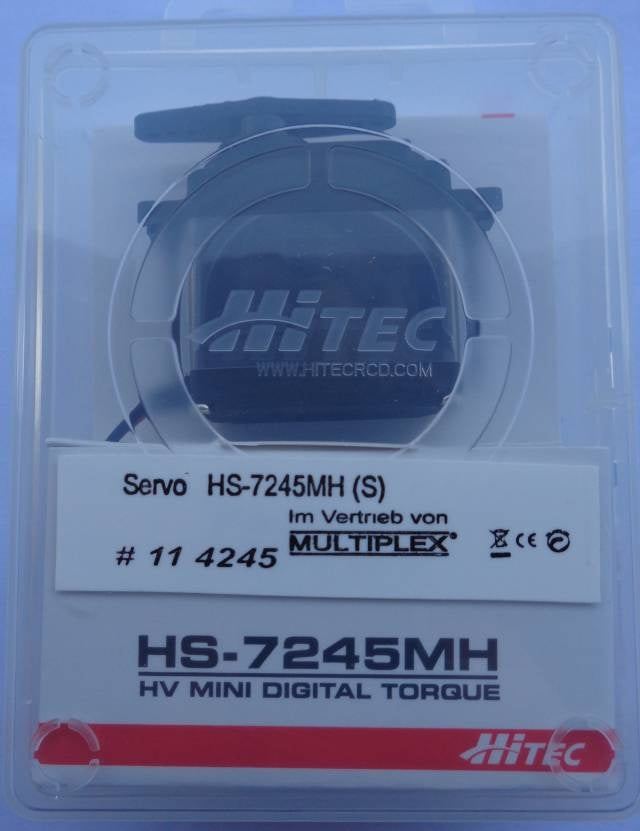 HiTEC
WWW.HITECRCD.COM
Servo HS-7245MH (S)
Im Vertrieb von
# 11 4245 MULTIPLEX®
HS-7245MH
HV MINI DIGITAL TORQUE
HiTEC